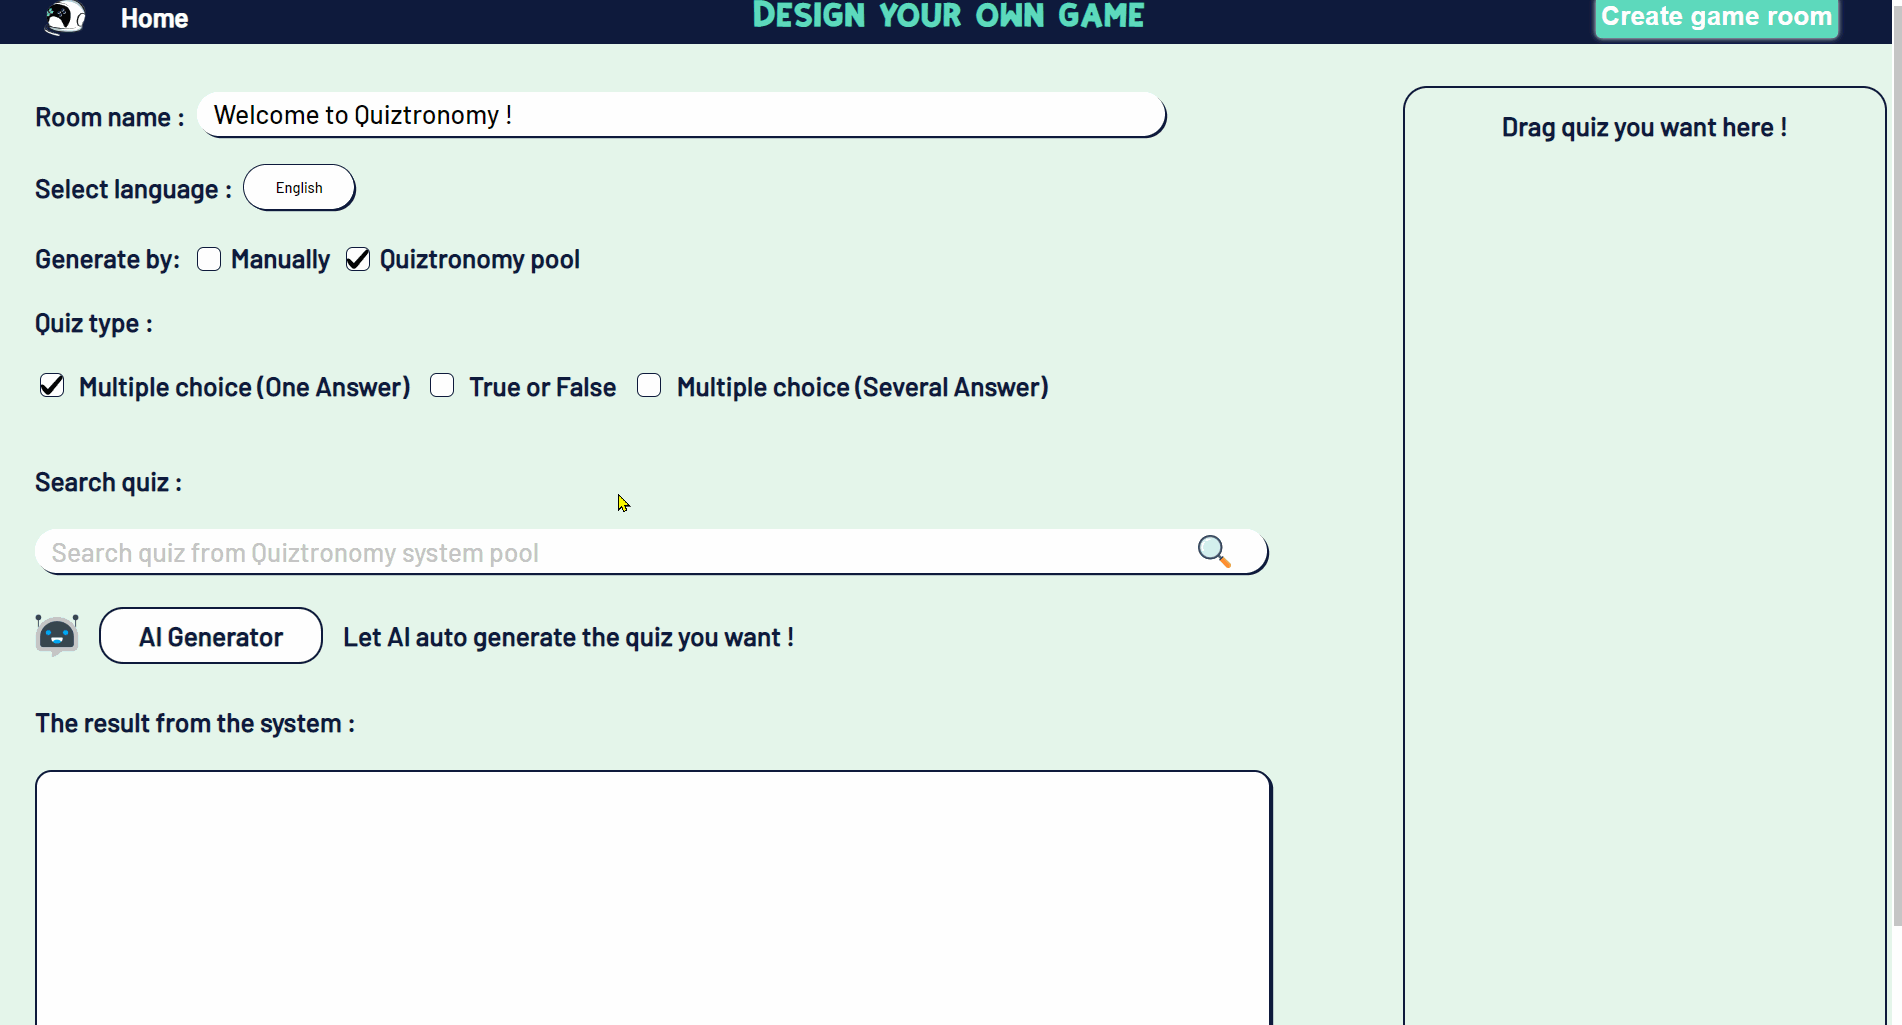 Home
DESIGN YOUR OWN GAME
Create game room
Room name :
Welcome to Quiztronomy !
Select language :
English
Generate by:
Manually
Quiztronomy pool
Quiz type :
Multiple choice (One Answer)
True or False
Multiple choice (Several Answer)
Search quiz :
Search quiz from Quiztronomy system pool
AI Generator
Let AI auto generate the quiz you want !
The result from the system :
Drag quiz you want here !